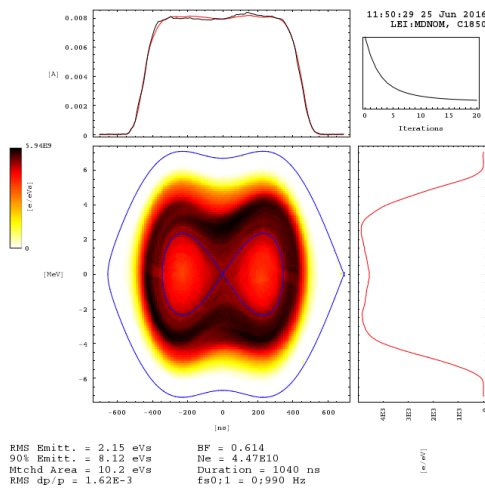 11:50:29 25 Jun 2016
LEI:MDNOM, C1850
0.008
0.006
0.004
0.002
0
[A]
0 5 10 15 20
Iterations
5.94E9
[e/eVs]
0
6
4
2
0
-2
-4
-6
[MeV]
-600 -400 -200 0 200 400 600
[ns]
4E3 3E3 2E3 1E3 0
[e/eV]
RMS Emitt. = 2.15 eVs BF = 0.614
90% Emitt. = 8.12 eVs Ne = 4.47E10
Mtchd Area = 10.2 eVs Duration = 1040 ns
RMS dp/p = 1.62E-3 fs0;1 = 0;990 Hz